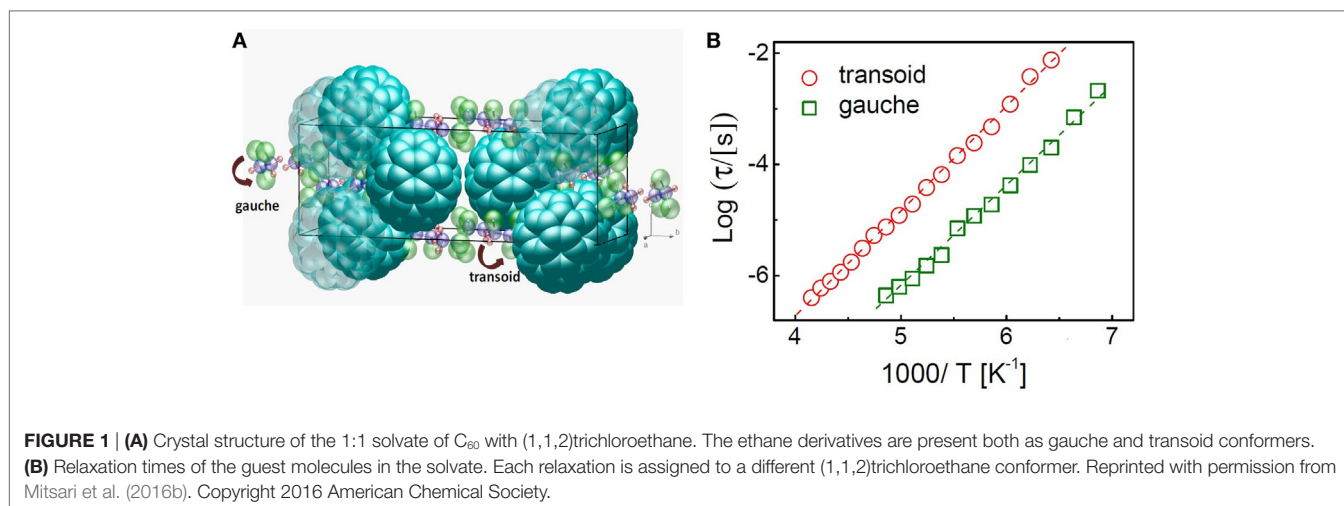 A
gauche
transoid
a
b
B
transoid
gauche
Log (τ/[s])
-2
-4
-6
4 5 6 7
1000/ T [K⁻¹]
FIGURE 1 | (A) Crystal structure of the 1:1 solvate of C₆₀ with (1,1,2)trichloroethane. The ethane derivatives are present both as gauche and transoid conformers.
(B) Relaxation times of the guest molecules in the solvate. Each relaxation is assigned to a different (1,1,2)trichloroethane conformer. Reprinted with permission from
Mitsari et al. (2016b). Copyright 2016 American Chemical Society.